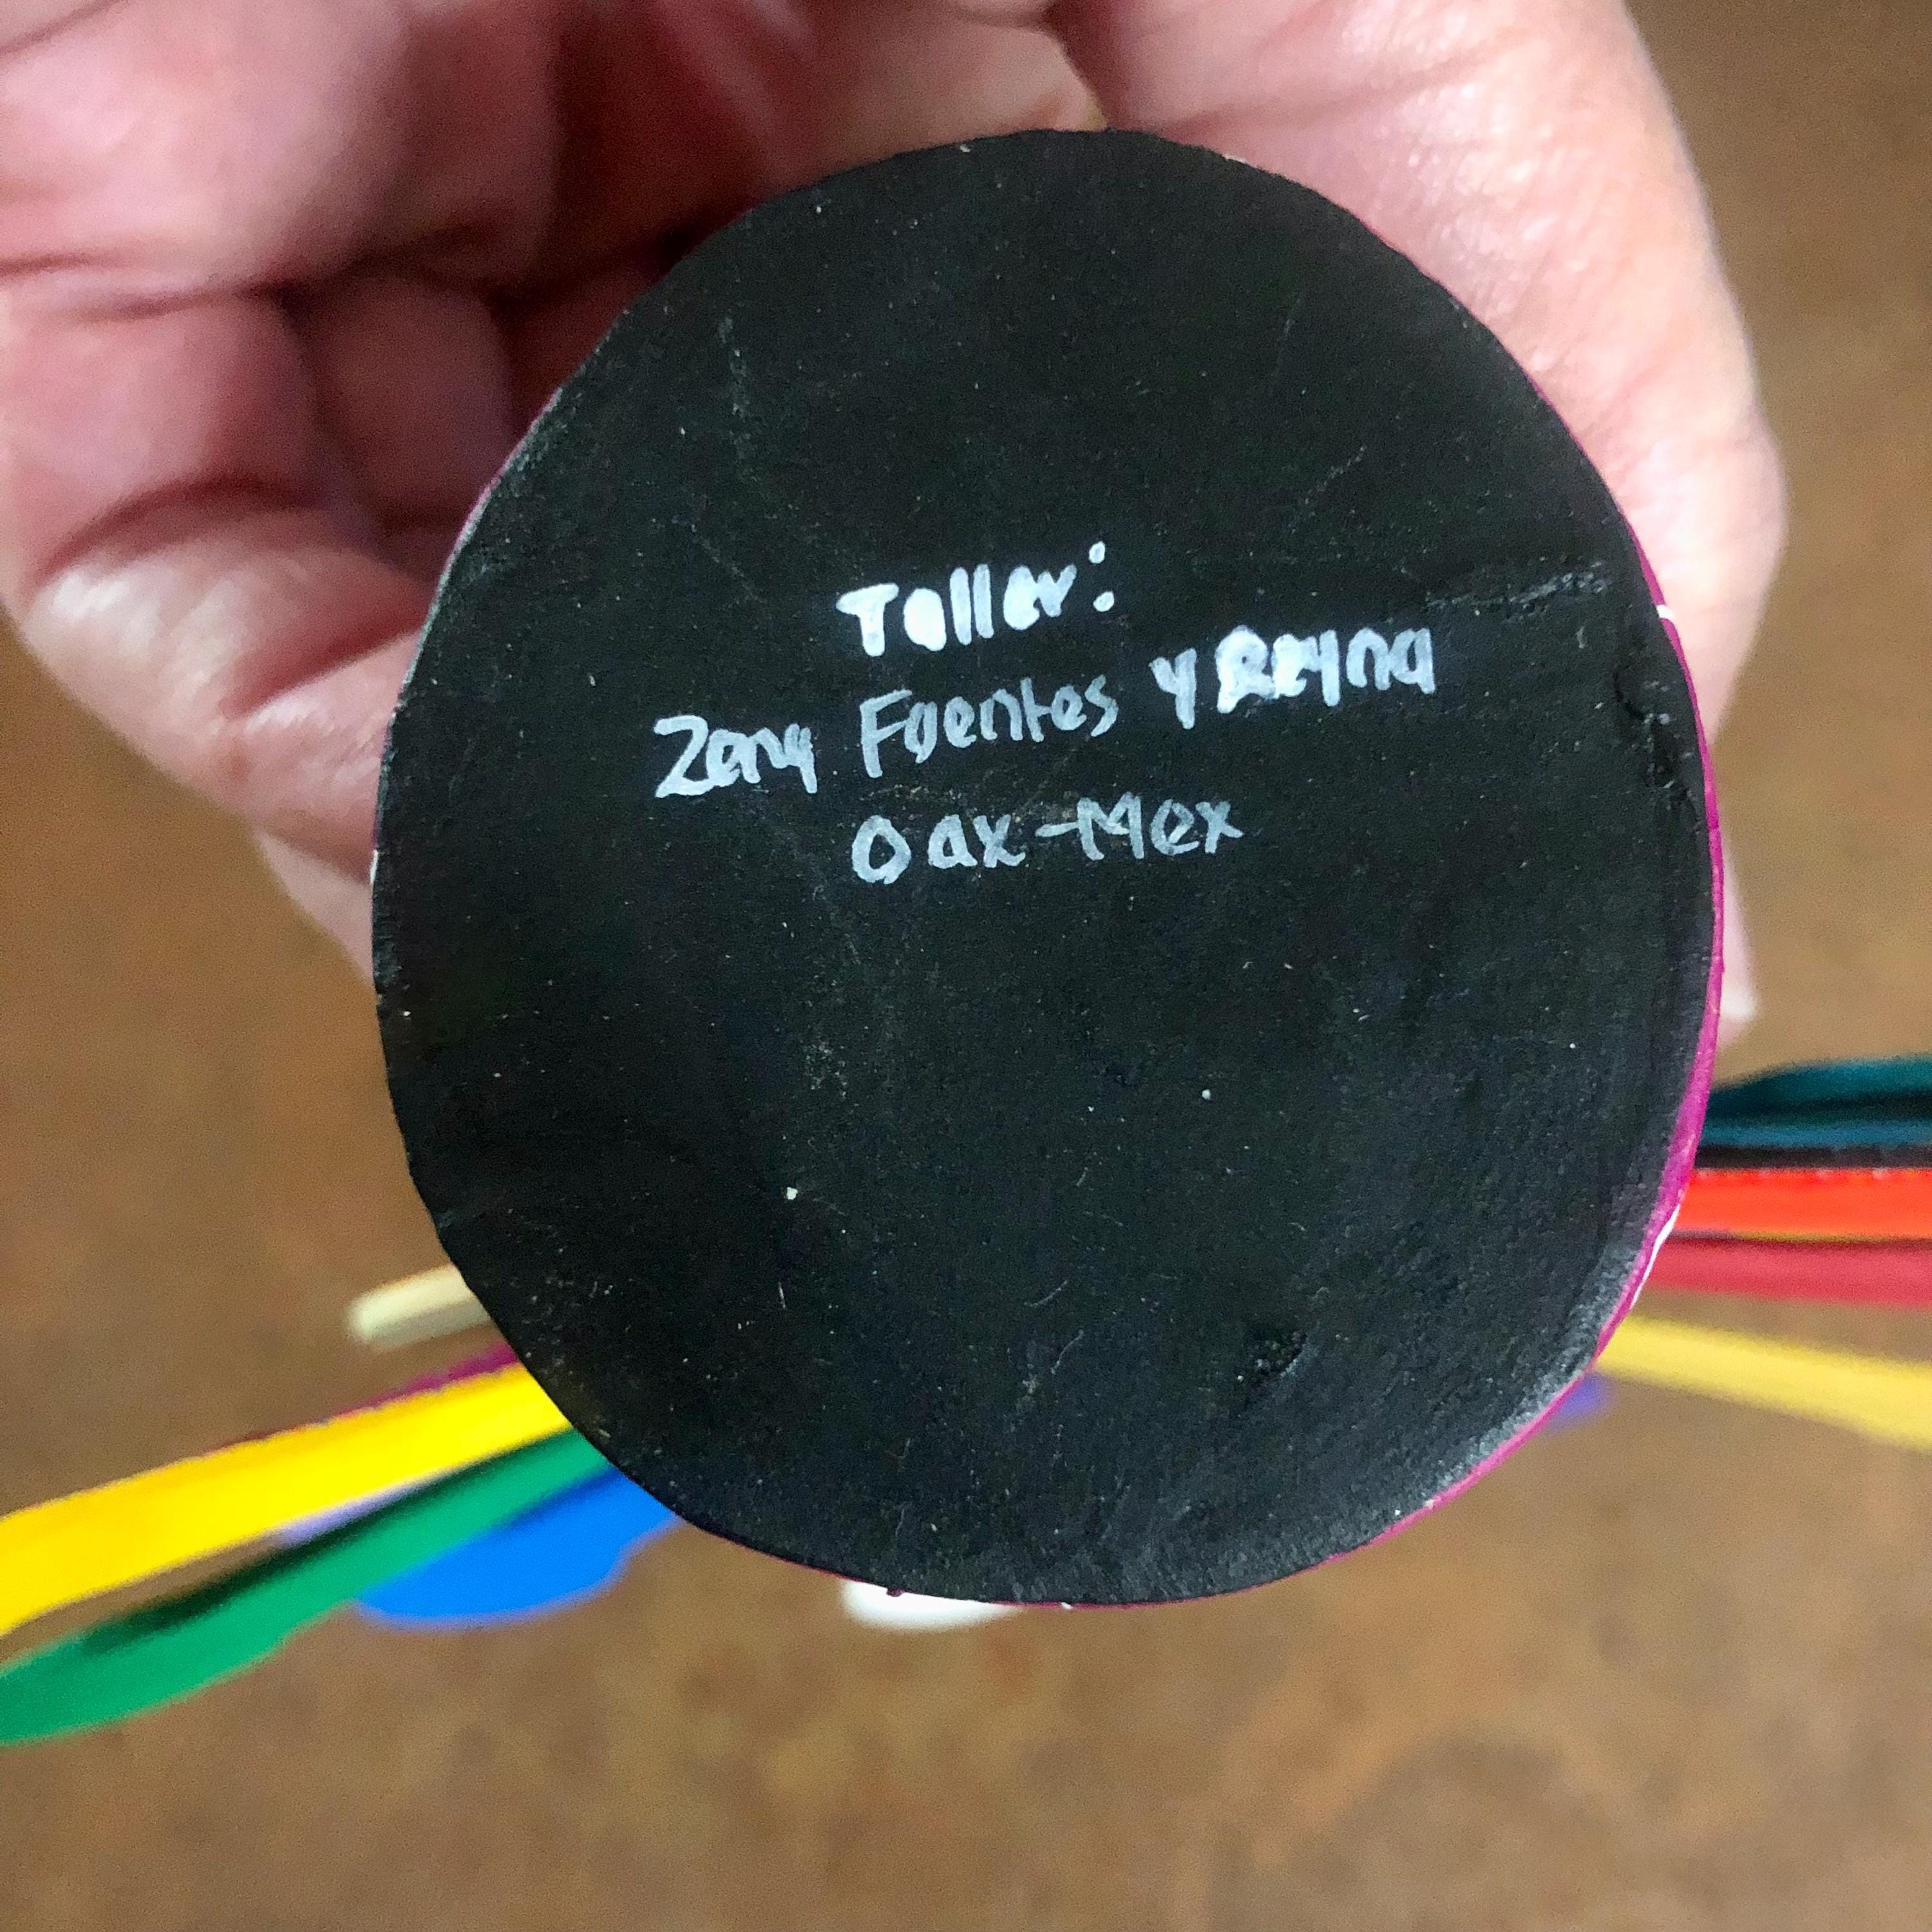 Taller:
Zeny Fuentes y Reyna
Oax-Mex